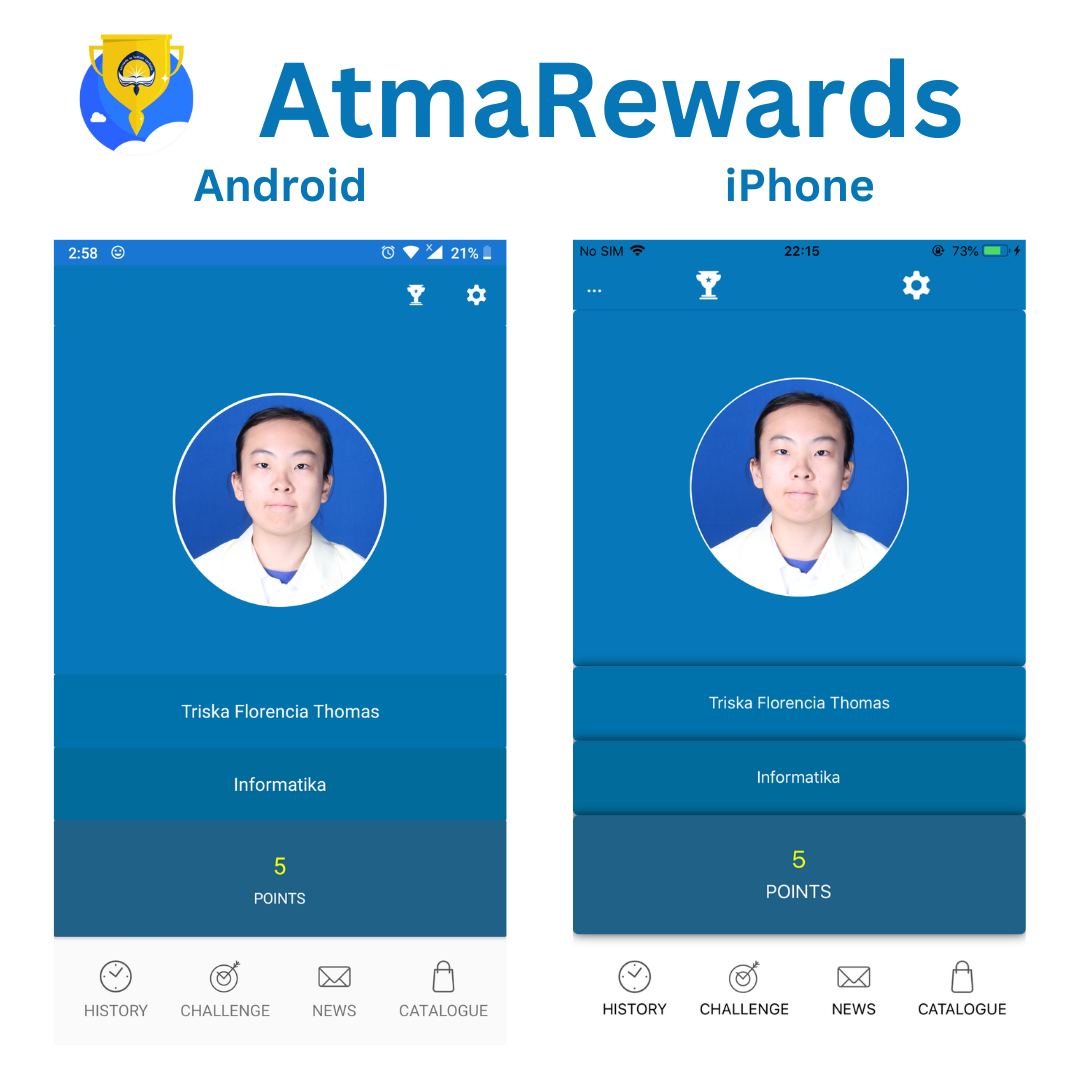 AtmaRewards
Android
iPhone
2:58
x
21%
Triska Florencia Thomas
Informatika
5
POINTS
HISTORY
CHALLENGE
NEWS
CATALOGUE
No SIM
22:15
73%
...
Triska Florencia Thomas
Informatika
5
POINTS
HISTORY
CHALLENGE
NEWS
CATALOGUE